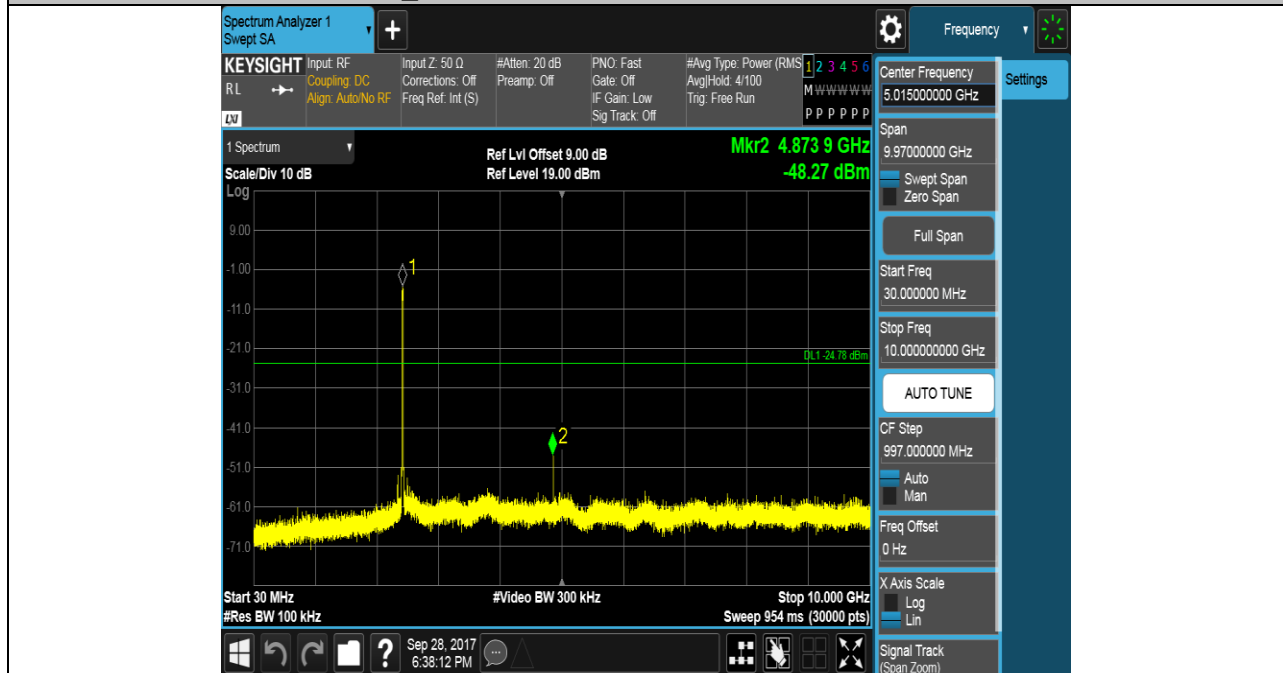 Spectrum Analyzer 1
Swept SA
Frequency
KEYSIGHT
RL
LXI
Input: RF
Coupling: DC
Align: Auto/No RF
Input Z: 50 Ω
Corrections: Off
Freq Ref: Int (S)
#Atten: 20 dB
Preamp: Off
PNO: Fast
Gate: Off
IF Gain: Low
Sig Track: Off
#Avg Type: Power (RMS
Avg|Hold: 4/100
Trig: Free Run
1 2 3 4 5 6
M W W W W W
P P P P P P
1 Spectrum
Scale/Div 10 dB
Log
Ref Lvl Offset 9.00 dB
Ref Level 19.00 dBm
Mkr2 4.873 9 GHz
-48.27 dBm
9.00
-1.00
-11.0
-21.0
-31.0
-41.0
-51.0
-61.0
-71.0
1
2
DL1 -24.78 dBm
Start 30 MHz
#Res BW 100 kHz
#Video BW 300 kHz
Stop 10.000 GHz
Sweep 954 ms (30000 pts)
Sep 28, 2017
6:38:12 PM
Center Frequency
5.015000000 GHz
Settings
Span
9.97000000 GHz
Swept Span
Zero Span
Full Span
Start Freq
30.000000 MHz
Stop Freq
10.000000000 GHz
AUTO TUNE
CF Step
997.000000 MHz
Auto
Man
Freq Offset
0 Hz
X Axis Scale
Log
Lin
Signal Track
(Span Zoom)